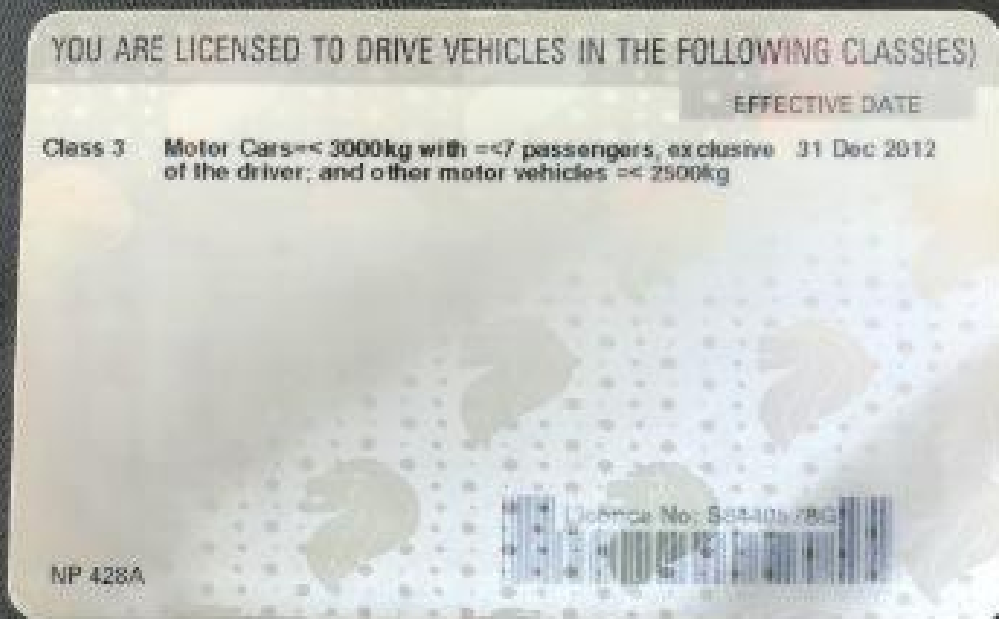 YOU ARE LICENSED TO DRIVE VEHICLES IN THE FOLLOWING CLASS(ES)
EFFECTIVE DATE
Class 3 Motor Cars=< 3000kg with =<7 passengers, exclusive 31 Dec 2012
of the driver; and other motor vehicles =< 2500kg
Licence No:
NP 428A